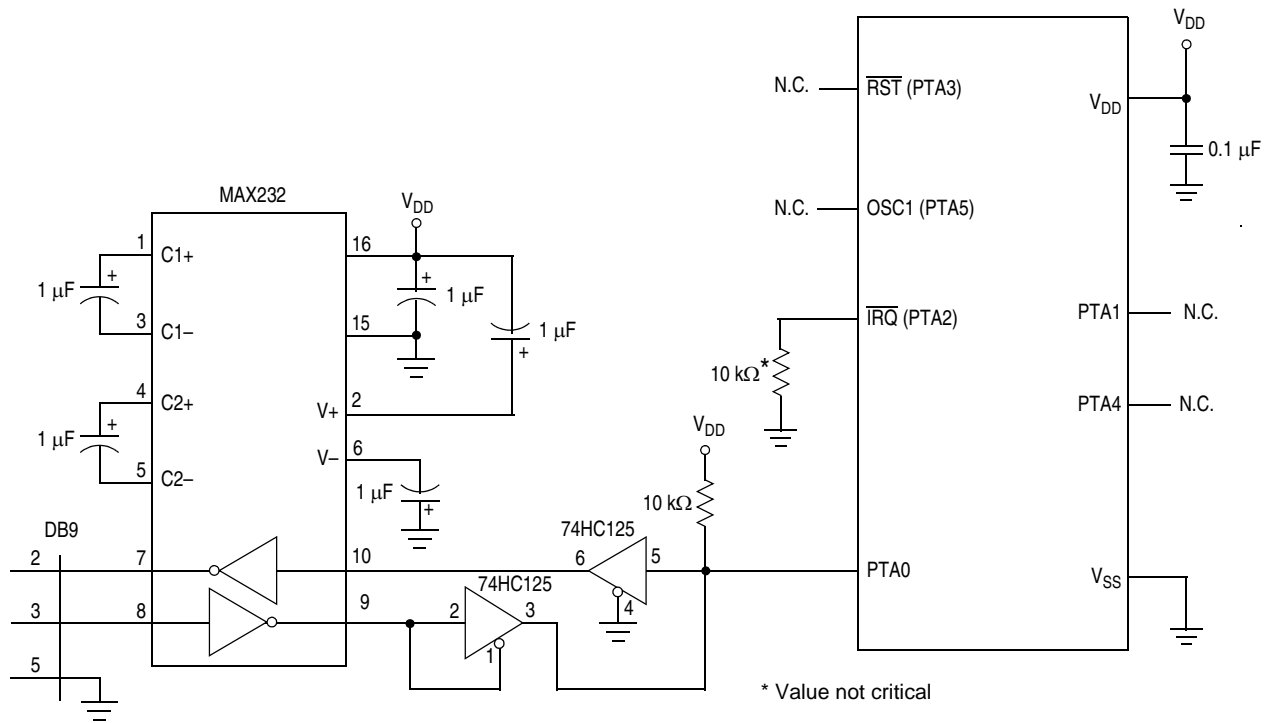 V_DD
N.C.
RST (PTA3)
V_DD
0.1 µF
MAX232
V_DD
N.C.
OSC1 (PTA5)
1
C1+
16
+
1 µF
+
1 µF
3
C1–
15
1 µF
+
IRQ (PTA2)
PTA1
N.C.
10 kΩ*
4
C2+
V+
2
PTA4
N.C.
+
1 µF
V_DD
V–
6
5
C2–
1 µF
+
10 kΩ
DB9
74HC125
2
7
10
6
5
PTA0
V_SS
4
74HC125
3
8
9
2
3
1
5
* Value not critical